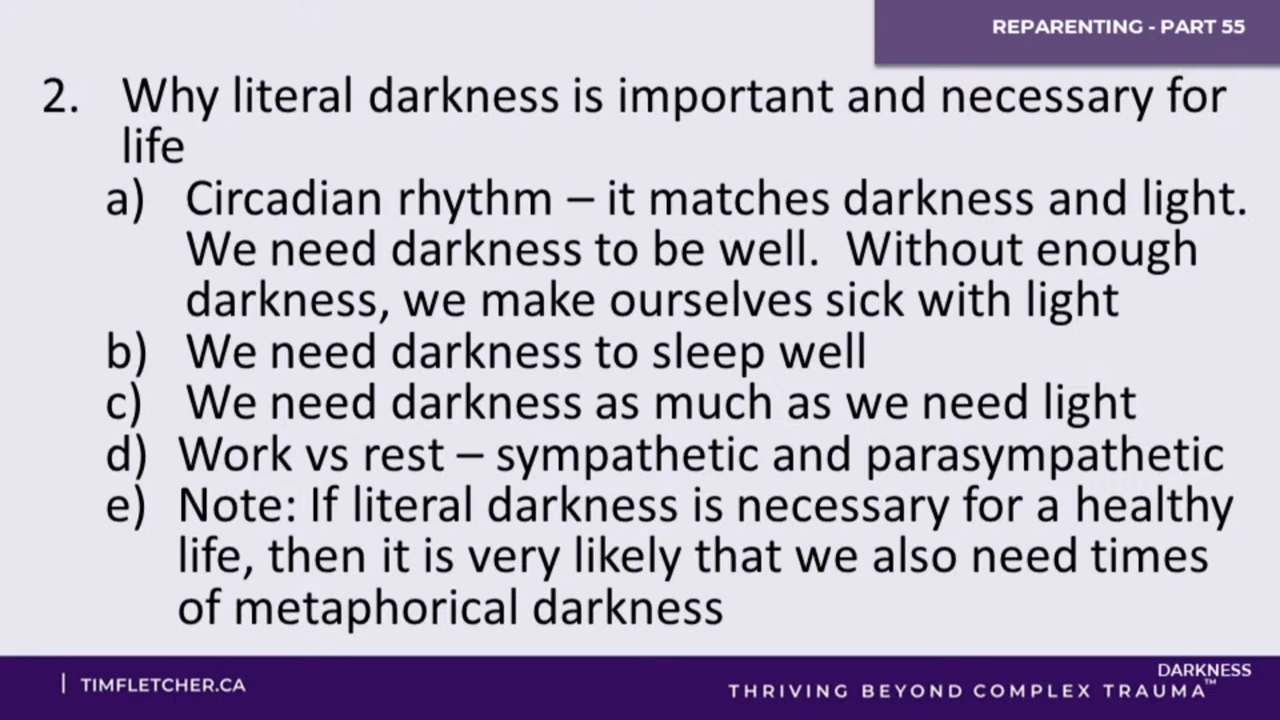 REPARENTING - PART 55
2. Why literal darkness is important and necessary for
life
a) Circadian rhythm – it matches darkness and light.
We need darkness to be well.  Without enough
darkness, we make ourselves sick with light
b) We need darkness to sleep well
c) We need darkness as much as we need light
d) Work vs rest – sympathetic and parasympathetic
e) Note: If literal darkness is necessary for a healthy
life, then it is very likely that we also need times
of metaphorical darkness
| TIMFLETCHER.CA
DARKNESS
THRIVING BEYOND COMPLEX TRAUMA™